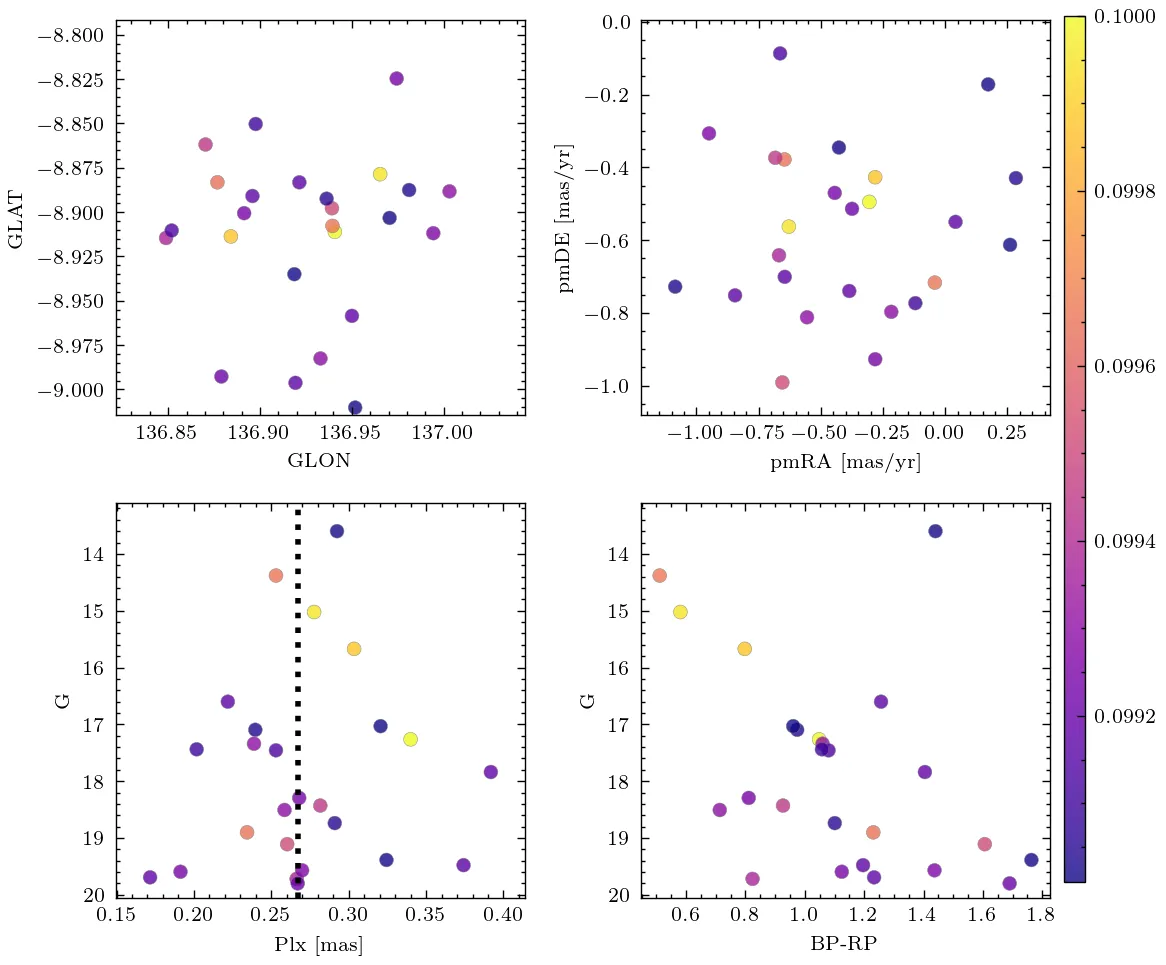 −8.800
−8.825
−8.850
−8.875
−8.900
−8.925
−8.950
−8.975
−9.000
GLAT
136.85 136.90 136.95 137.00
GLON
0.0
−0.2
−0.4
−0.6
−0.8
−1.0
pmDE [mas/yr]
−1.00 −0.75 −0.50 −0.25 0.00 0.25
pmRA [mas/yr]
14
15
16
17
18
19
20
G
0.15 0.20 0.25 0.30 0.35 0.40
Plx [mas]
14
15
16
17
18
19
20
G
0.6 0.8 1.0 1.2 1.4 1.6 1.8
BP-RP
0.1000
0.0998
0.0996
0.0994
0.0992